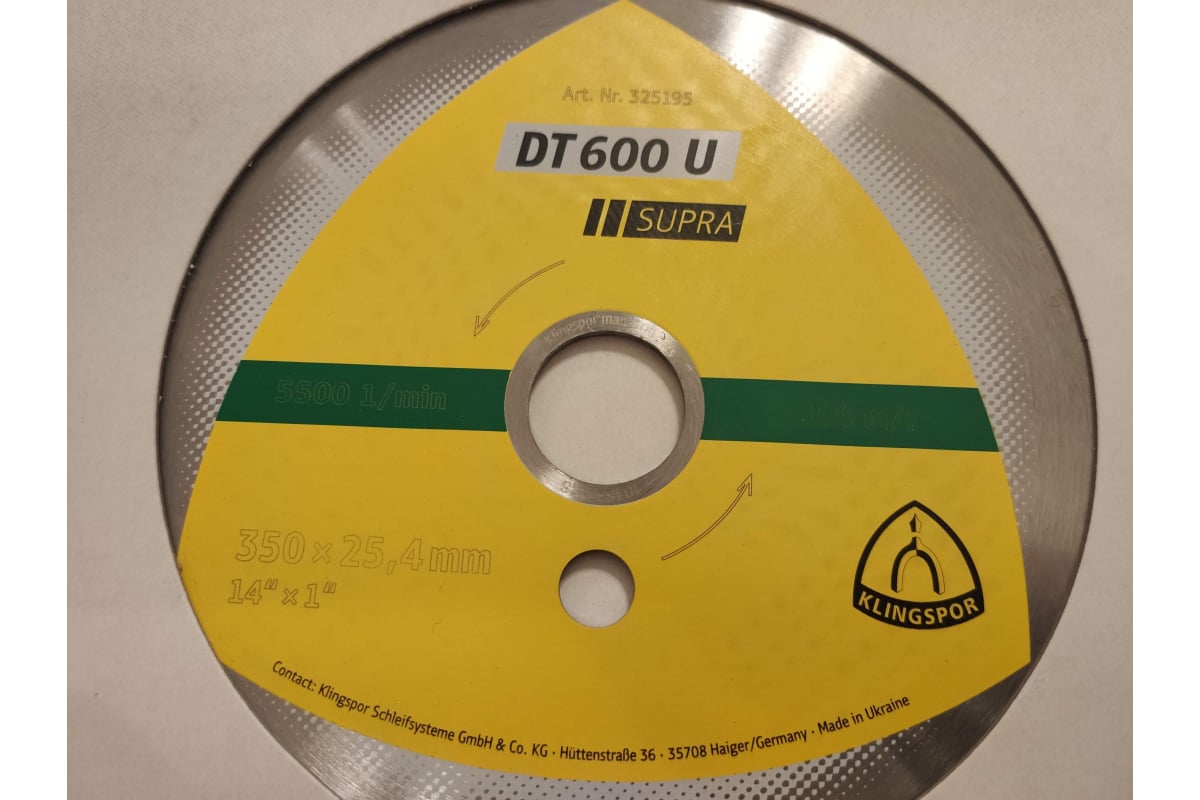 Art. Nr. 325195
DT 600 U
SUPRA
5500 1/min
100 m/s
350 x 25,4 mm
14" x 1"
KLINGSPOR
Contact: Klingspor Schleifsysteme GmbH & Co. KG · Hüttenstraße 36 · 35708 Haiger/Germany · Made in Ukraine